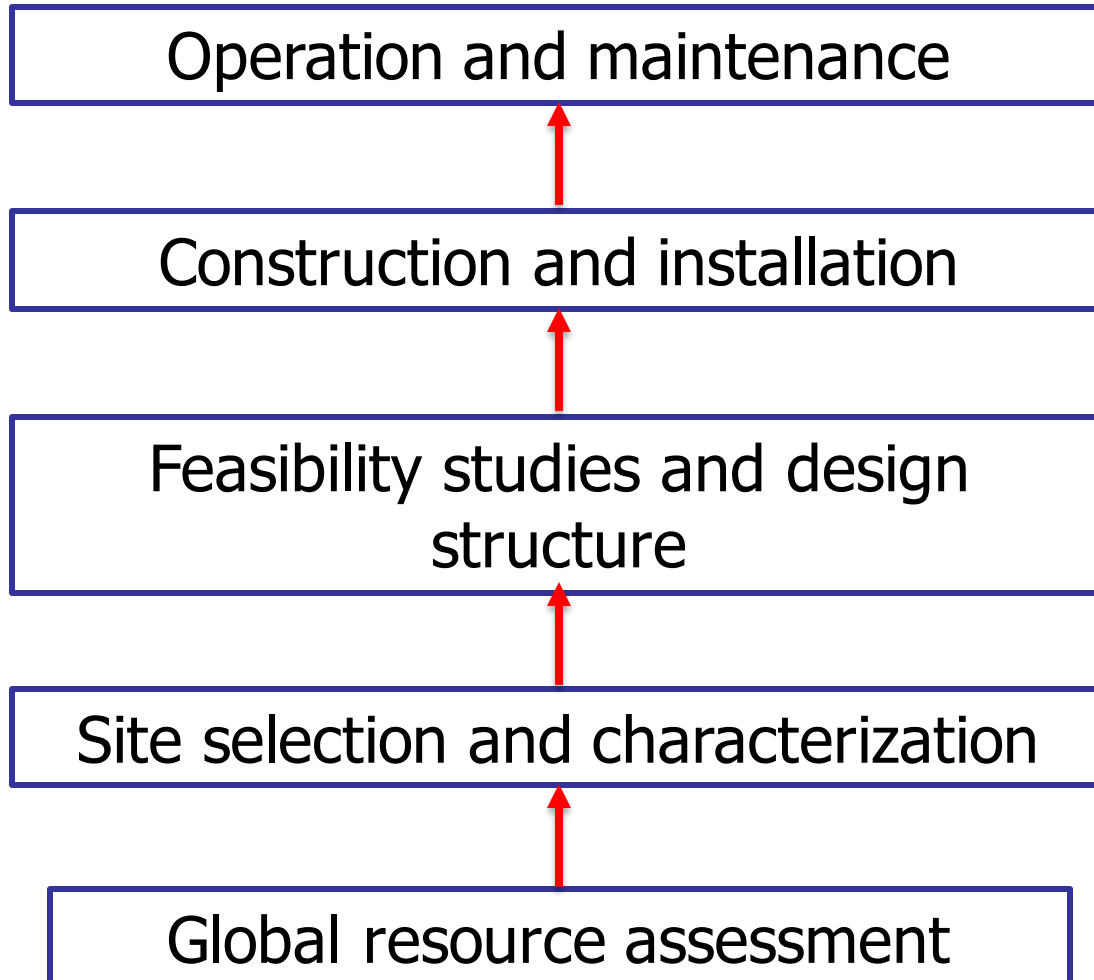 Operation and maintenance
Construction and installation
Feasibility studies and design
structure
Site selection and characterization
Global resource assessment